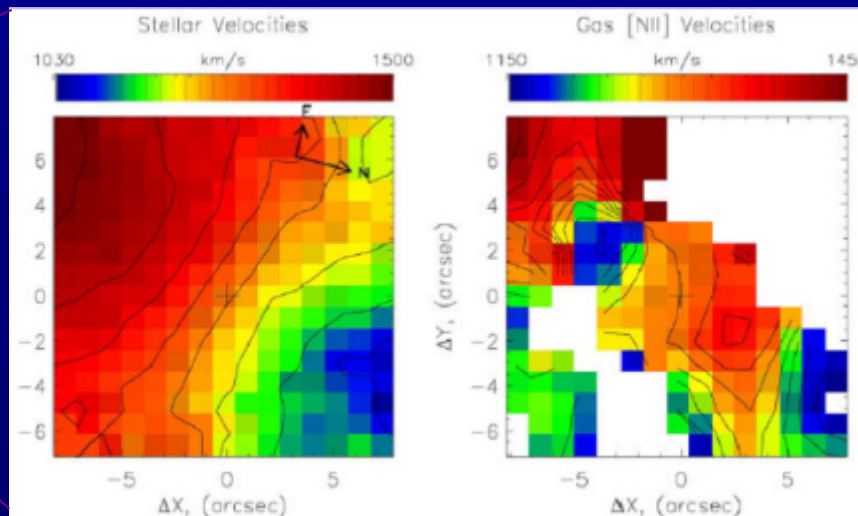 Stellar Velocities
1030 km/s 1500
E
N
6
4
2
0
-2
-4
-6
-5 0 5
ΔX, (arcsec)
Gas [NII] Velocities
1150 km/s 145
ΔY, (arcsec)
6
4
2
0
-2
-4
-6
-5 0 5
ΔX, (arcsec)